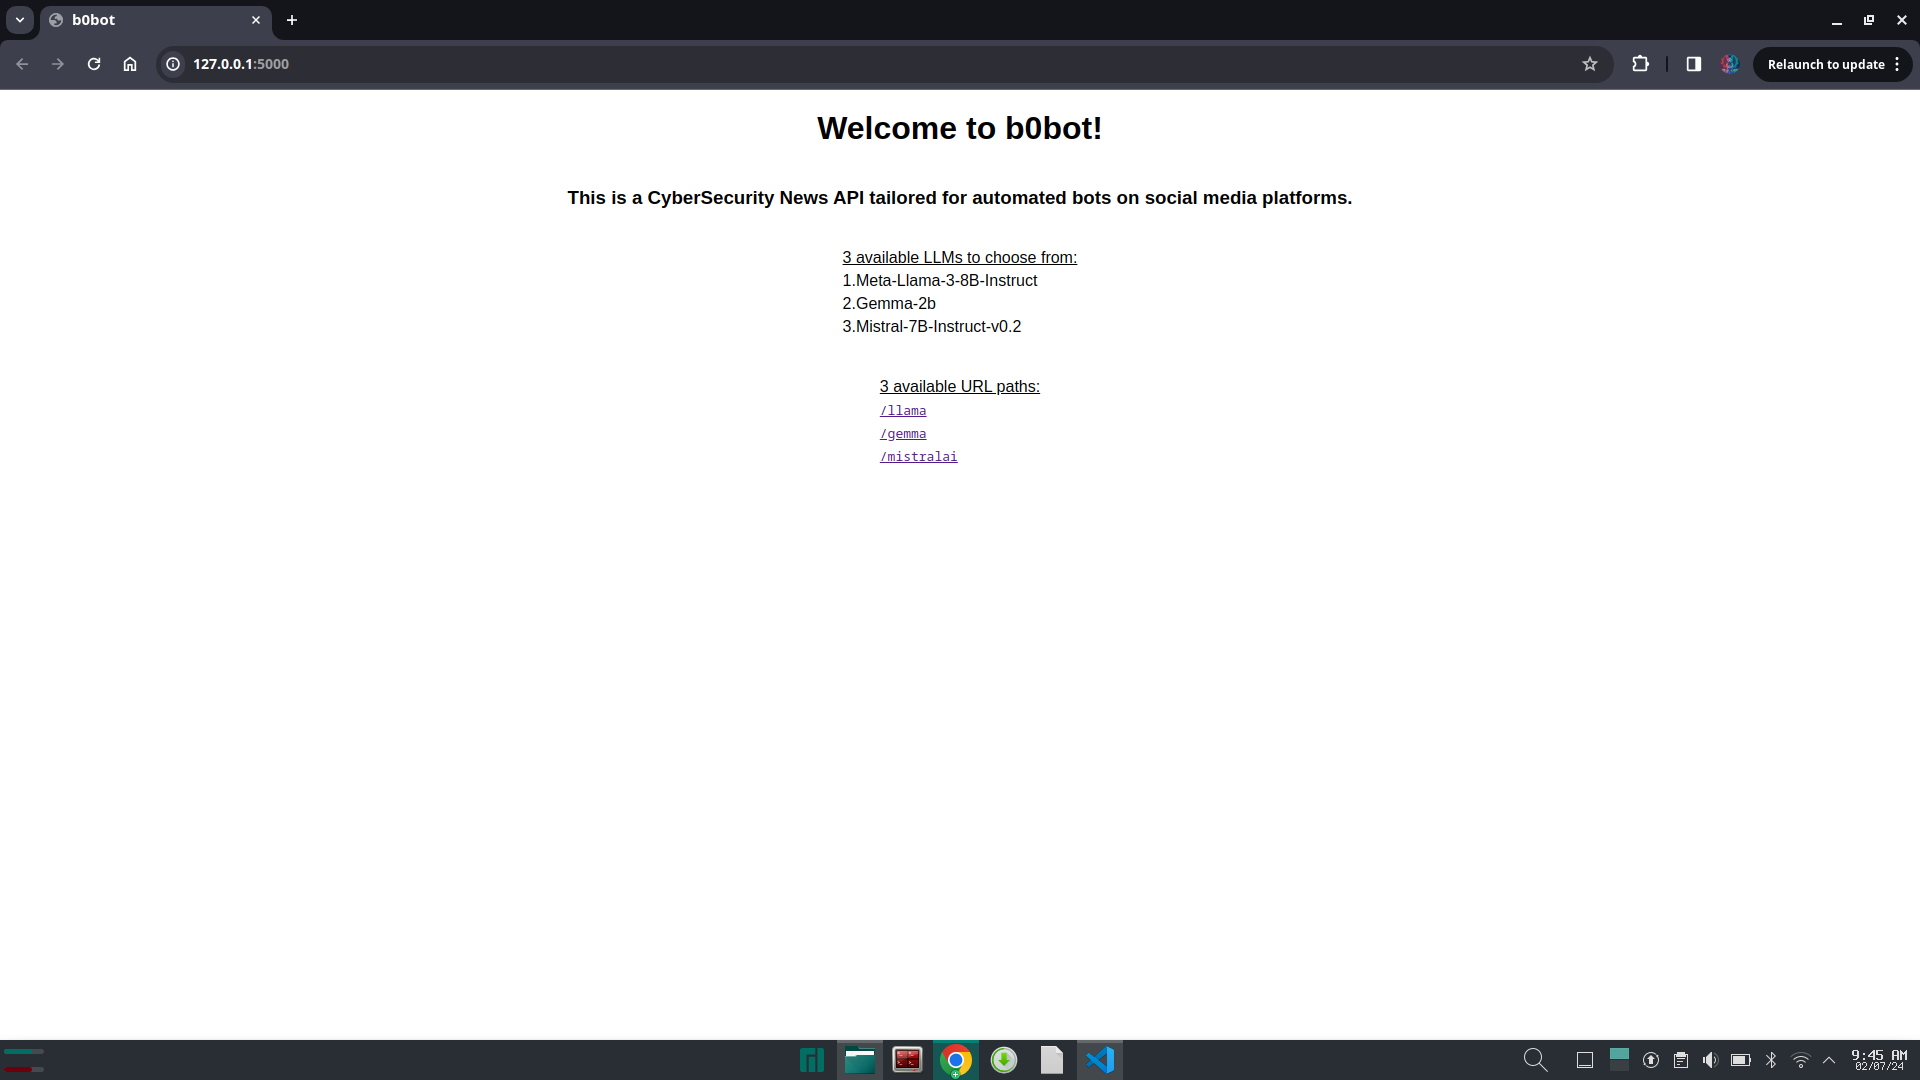 b0bot
127.0.0.1:5000
Relaunch to update
Welcome to b0bot!
This is a CyberSecurity News API tailored for automated bots on social media platforms.
3 available LLMs to choose from:
1.Meta-Llama-3-8B-Instruct
2.Gemma-2b
3.Mistral-7B-Instruct-v0.2
3 available URL paths:
/llama
/gemma
/mistralai
9:45 AM
02/07/24